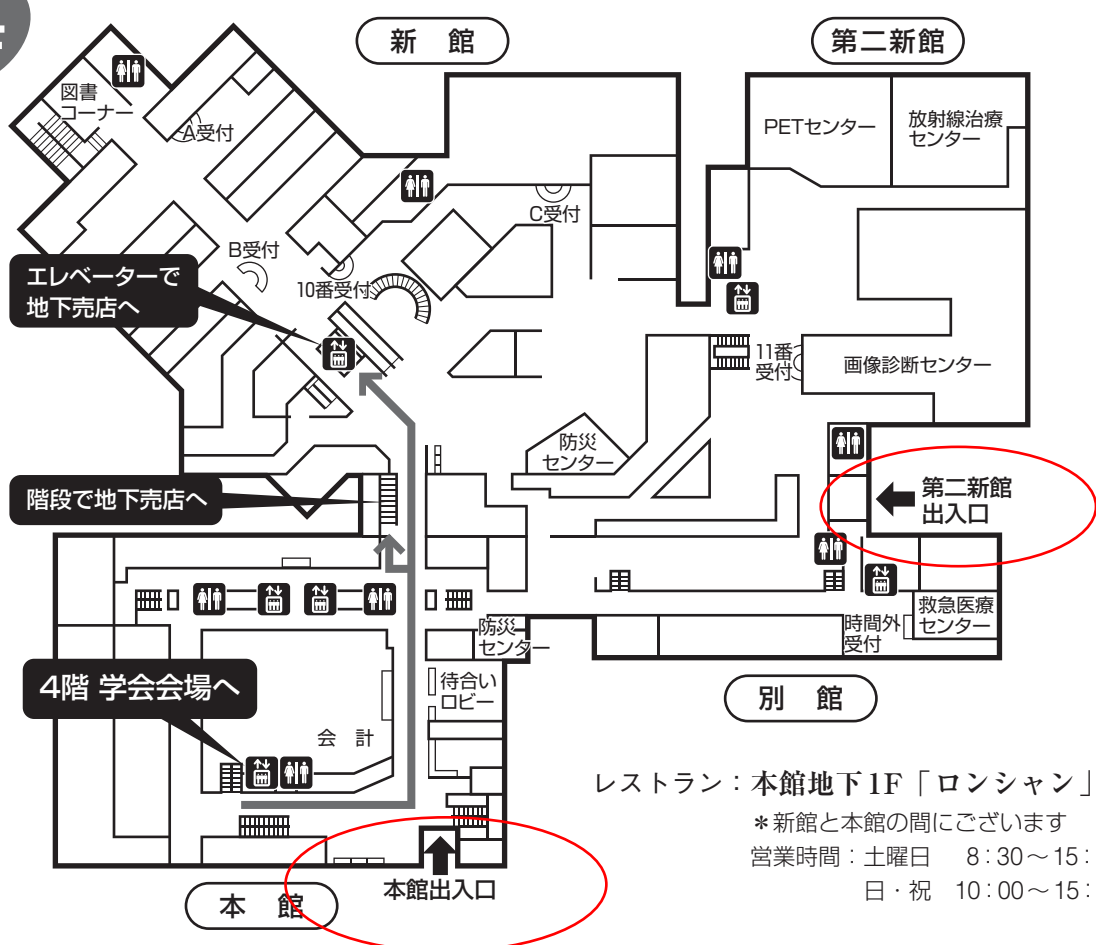 新 館
第二新館
図書
コーナー
A受付
PETセンター
放射線治療
センター
C受付
B受付
10番受付
エレベーターで
地下売店へ
11番
受付
画像診断センター
防災
センター
階段で地下売店へ
第二新館
出入口
防災
センター
時間外
受付
救急医療
センター
4階 学会会場へ
待合い
ロビー
会 計
別 館
本館出入口
本 館
レストラン：本館地下1F「ロンシャン」
＊新館と本館の間にございます
営業時間：土曜日 8：30～15：
日・祝 10：00～15：